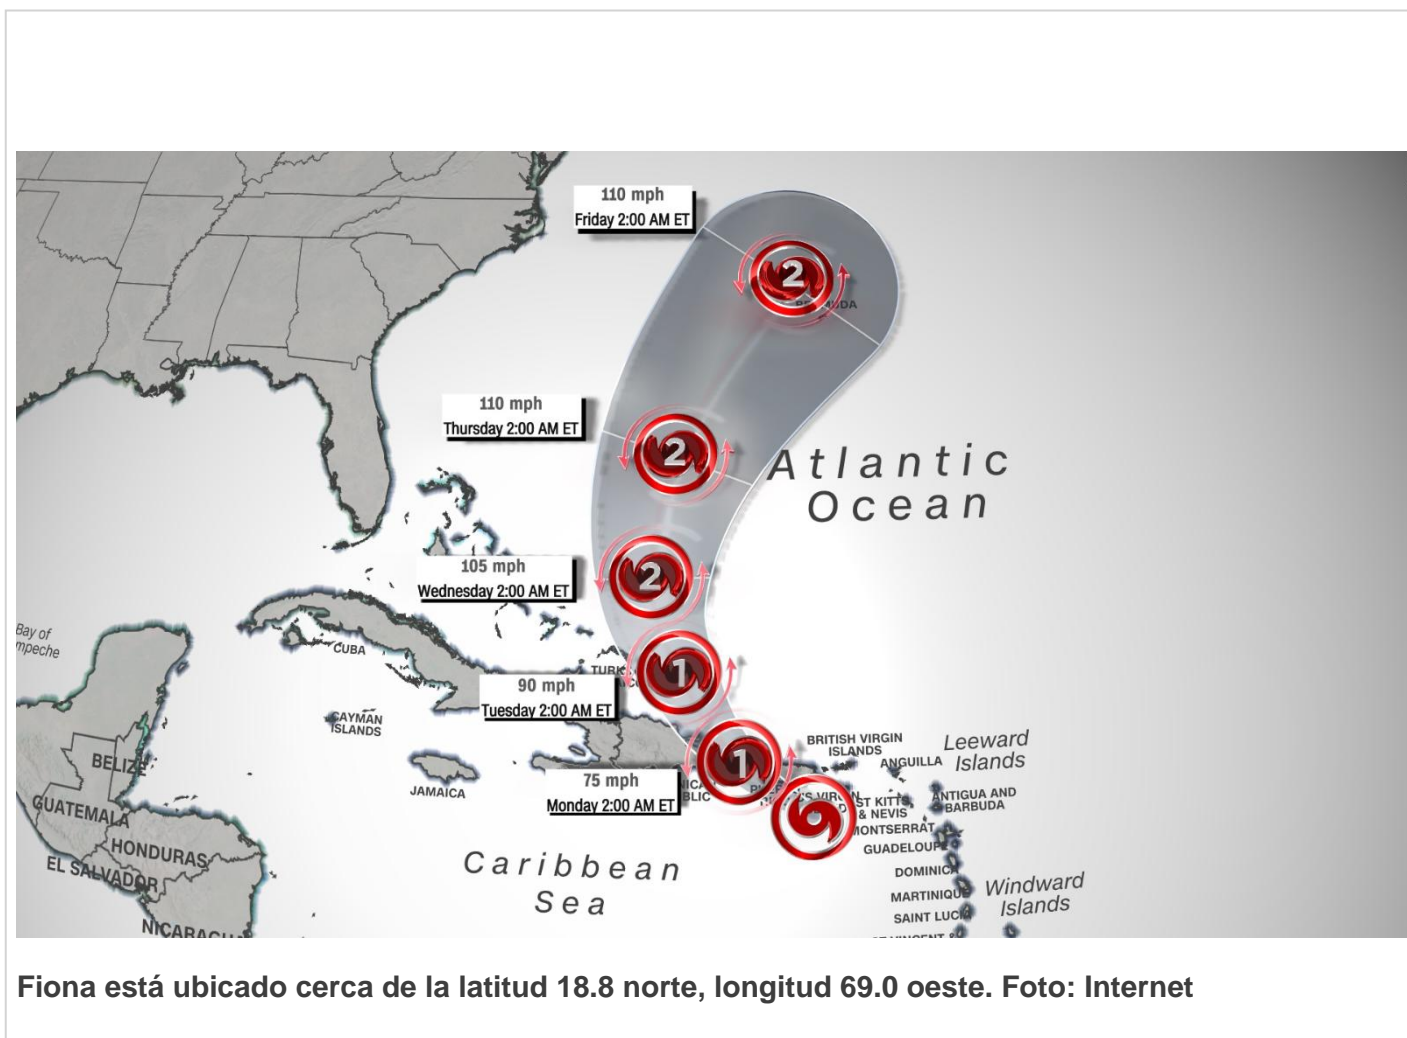 110 mph
Friday 2:00 AM ET
110 mph
Thursday 2:00 AM ET
Atlantic
Ocean
105 mph
Wednesday 2:00 AM ET
Bay of
CUBA
90 mph
Tuesday 2:00 AM ET
CAYMAN
ISLANDS
BRITISH VIRGIN
ISLANDS
Leeward
Islands
ANGUILLA
BELIZE
JAMAICA
75 mph
Monday 2:00 AM ET
ANTIGUA AND
BARBUDA
ST KITTS
& NEVIS
MONTSERRAT
GUADELOUPE
GUATEMALA
HONDURAS
EL SALVADOR
Caribbean
Sea
DOMINICA
MARTINIQUE
Windward
Islands
SAINT LUCIA
2
2
2
1
1
Fiona está ubicado cerca de la latitud 18.8 norte, longitud 69.0 oeste. Foto: Internet